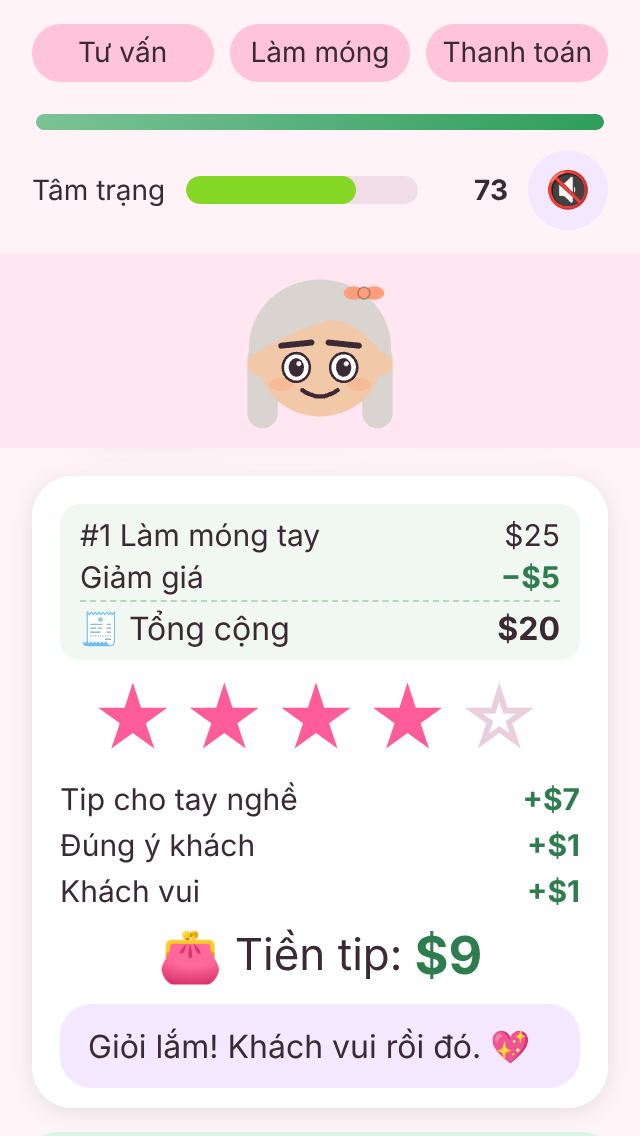 Tư vấn Làm móng Thanh toán
Tâm trạng 73
#1 Làm móng tay $25
Giảm giá −$5
Tổng cộng $20
Tip cho tay nghề +$7
Đúng ý khách +$1
Khách vui +$1
Tiền tip: $9
Giỏi lắm! Khách vui rồi đó. 💖